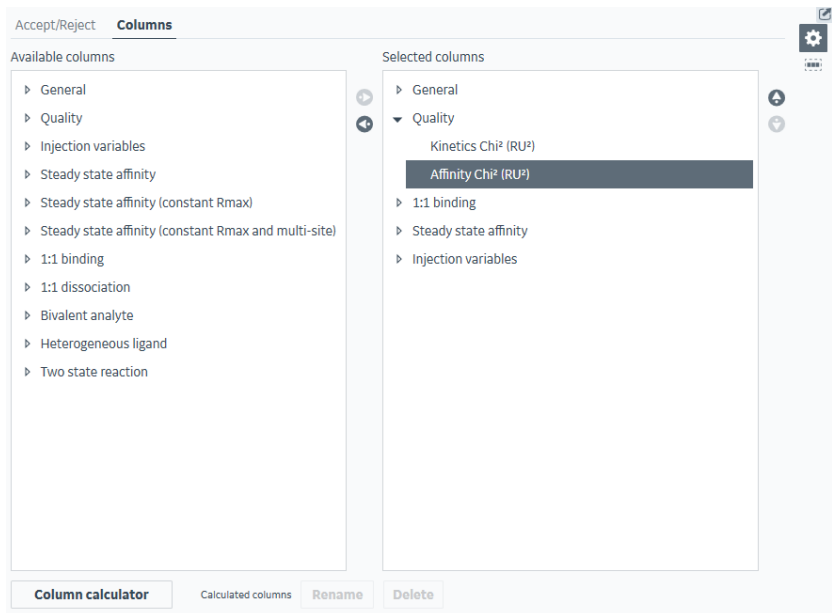 Accept/Reject Columns
Available columns
General
Quality
Injection variables
Steady state affinity
Steady state affinity (constant Rmax)
Steady state affinity (constant Rmax and multi-site)
1:1 binding
1:1 dissociation
Bivalent analyte
Heterogeneous ligand
Two state reaction
Selected columns
General
Quality
Kinetics Chi² (RU²)
Affinity Chi² (RU²)
1:1 binding
Steady state affinity
Injection variables
Column calculator Calculated columns Rename Delete